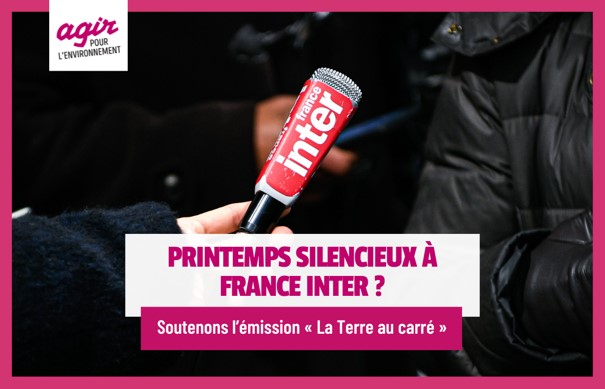 agir
POUR
L'ENVIRONNEMENT
france
inter
PRINTEMPS SILENCIEUX À
FRANCE INTER ?
Soutenons l'émission « La Terre au carré »